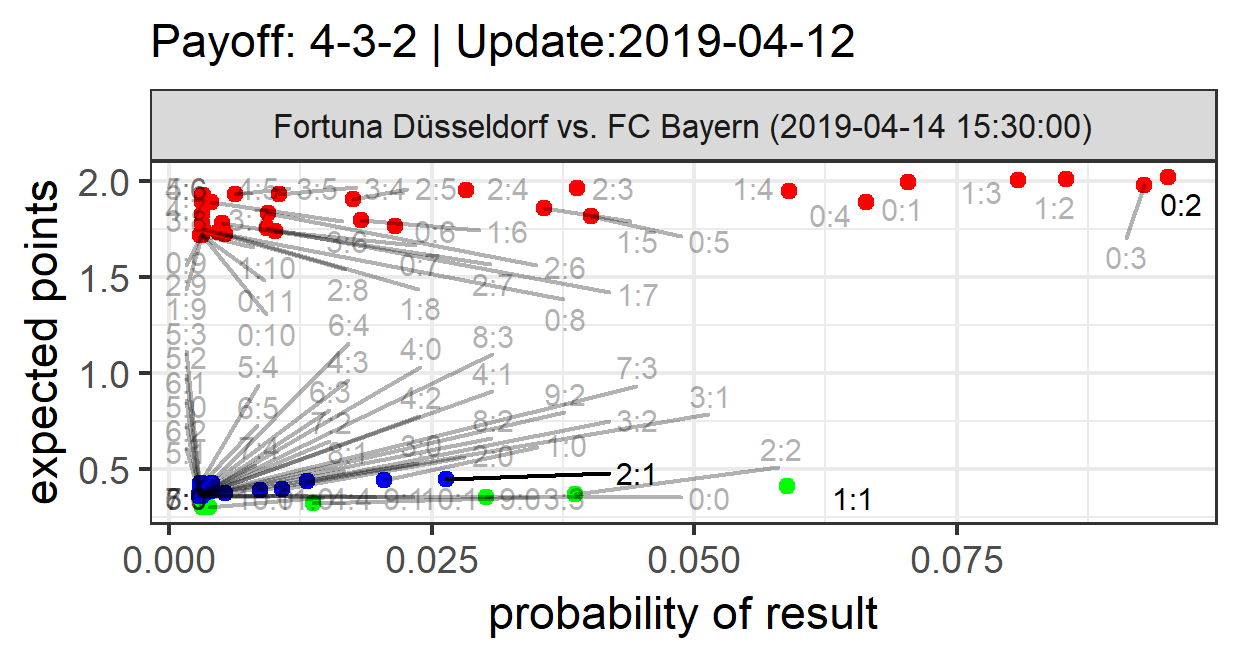 Payoff: 4-3-2 | Update:2019-04-12
Fortuna Düsseldorf vs. FC Bayern (2019-04-14 15:30:00)
expected points
2.0
1.5
1.0
0.5
4:5 3:5 3:4 2:5 2:4 2:3 1:4 1:3
0:4 0:1 1:2 0:2
3:6 0:6 1:6 1:5 0:5
0:9 1:10 0:7 2:6 0:3
2:9 2:8 2:7 1:7
1:9 0:11 1:8 0:8
5:3 0:10 6:4 8:3
5:2 5:4 4:3 4:0 7:3
6:1 6:3 4:1 9:2 3:1
5:0 6:5 7:2 4:2 8:2 3:2
6:2 7:4 8:1 3:0 2:0 1:0 2:2
5:1 2:1
9:0 3:3 0:0 1:1
0.000 0.025 0.050 0.075
probability of result